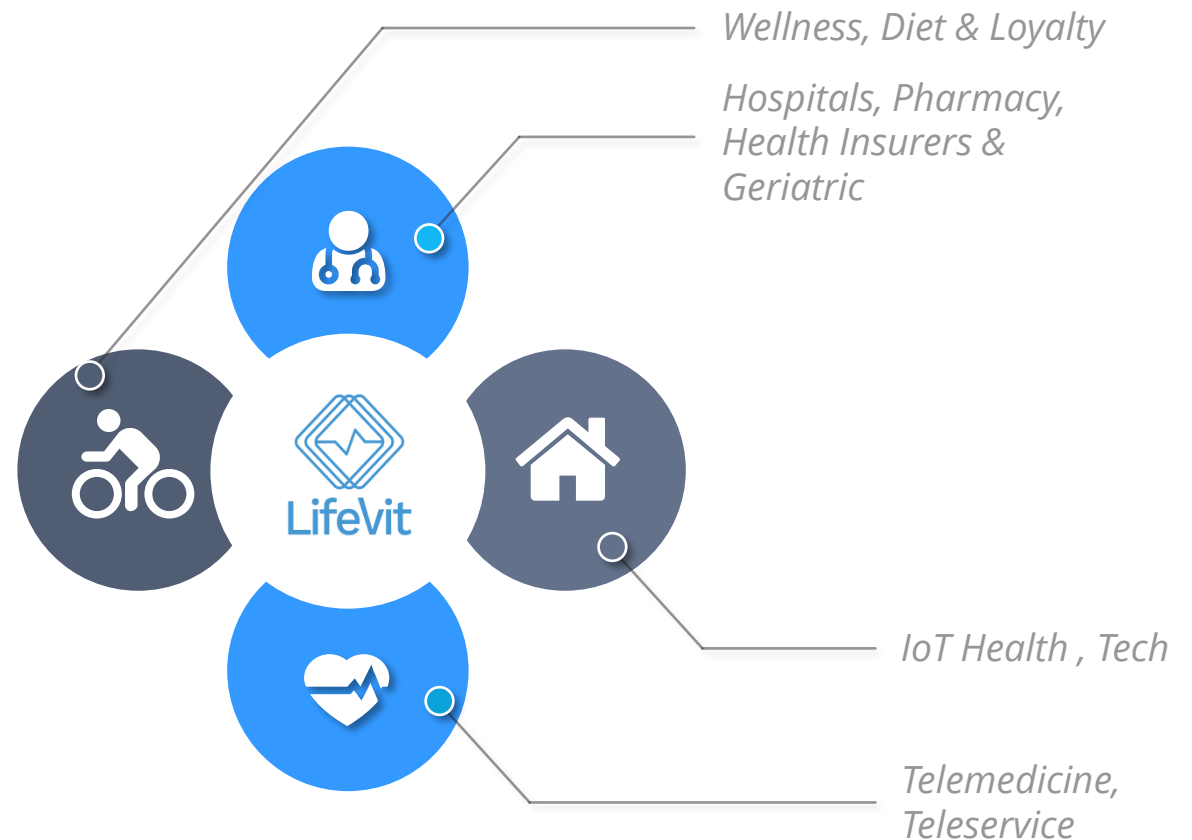 Wellness, Diet & Loyalty
Hospitals, Pharmacy,
Health Insurers &
Geriatric
LifeVit
IoT Health , Tech
Telemedicine,
Teleservice